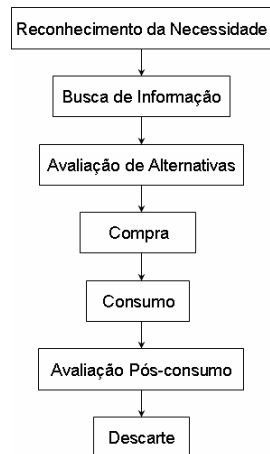 Reconhecimento da Necessidade
Busca de Informação
Avaliação de Alternativas
Compra
Consumo
Avaliação Pós-consumo
Descarte